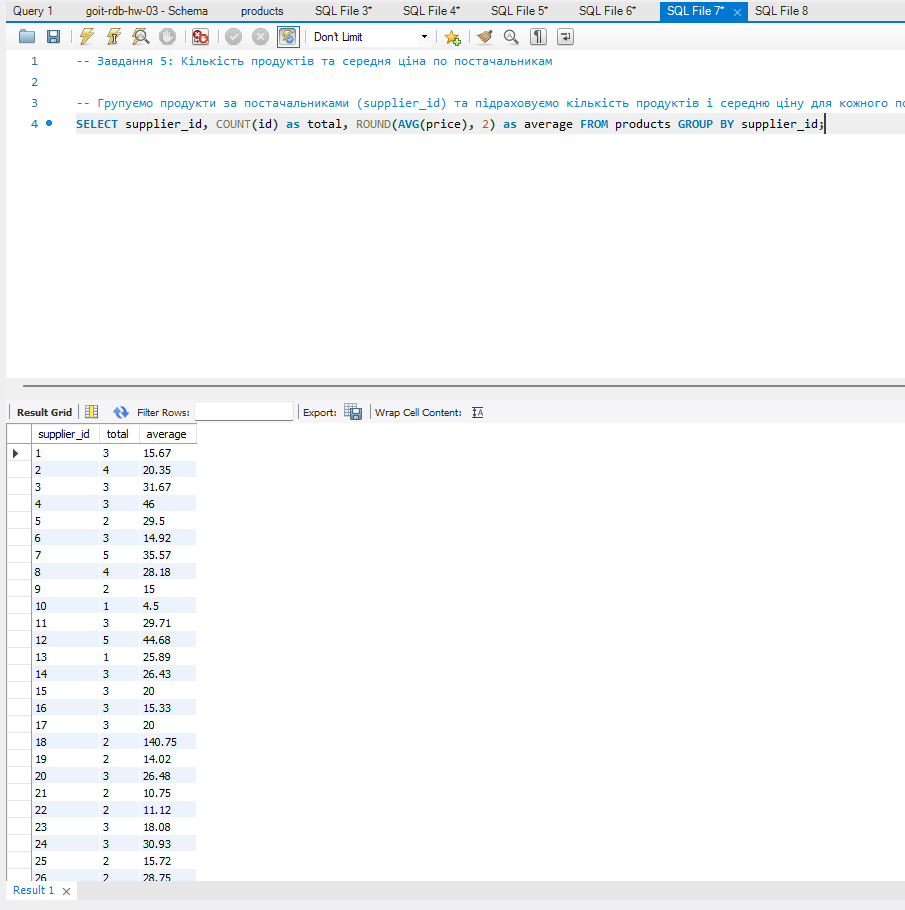 Query 1 goit-rdb-hw-03 - Schema products SQL File 3* SQL File 4* SQL File 5* SQL File 6* SQL File 7* SQL File 8
Don't Limit
1 -- Завдання 5: Кількість продуктів та середня ціна по постачальникам
2
3 -- Групуємо продукти за постачальниками (supplier_id) та підраховуємо кількість продуктів і середню ціну для кожного по
4 SELECT supplier_id, COUNT(id) as total, ROUND(AVG(price), 2) as average FROM products GROUP BY supplier_id;
Result Grid Filter Rows: Export: Wrap Cell Content:
supplier_id total average
1 3 15.67
2 4 20.35
3 3 31.67
4 3 46
5 2 29.5
6 3 14.92
7 5 35.57
8 4 28.18
9 2 15
10 1 4.5
11 3 29.71
12 5 44.68
13 1 25.89
14 3 26.43
15 3 20
16 3 15.33
17 3 20
18 2 140.75
19 2 14.02
20 3 26.48
21 2 10.75
22 2 11.12
23 3 18.08
24 3 30.93
25 2 15.72
26 2 28.75
Result 1